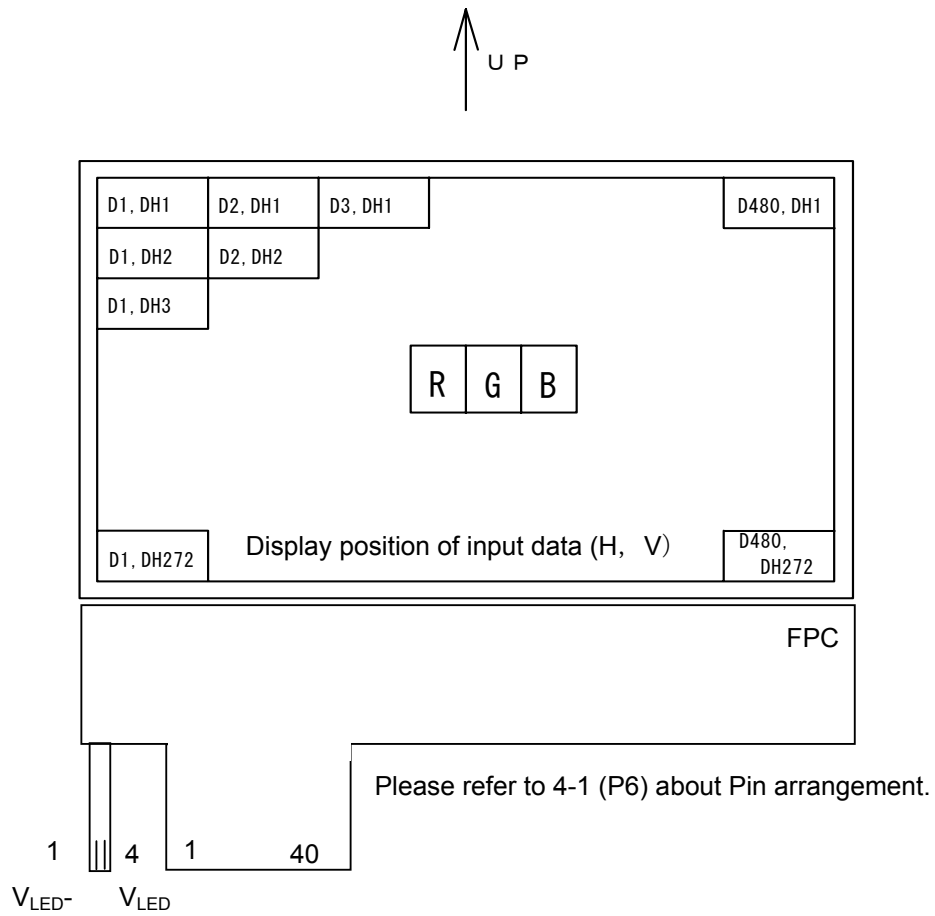 UP
D1, DH1 D2, DH1 D3, DH1 D480, DH1
D1, DH2 D2, DH2
D1, DH3
R G B
D1, DH272 Display position of input data (H, V) D480,
DH272
FPC
Please refer to 4-1 (P6) about Pin arrangement.
1 4 1 40
VLED- VLED